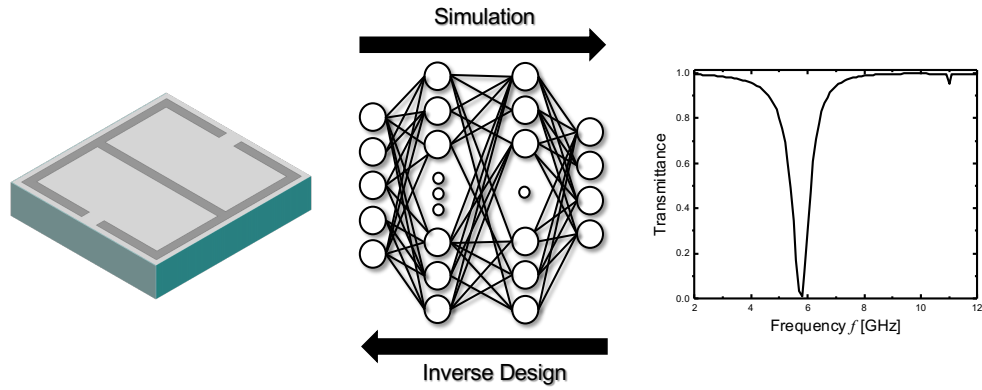 Simulation
1.0
0.8
0.6
0.4
0.2
0.0
Transmittance
2 4 6 8 10 12
Frequency f [GHz]
Inverse Design